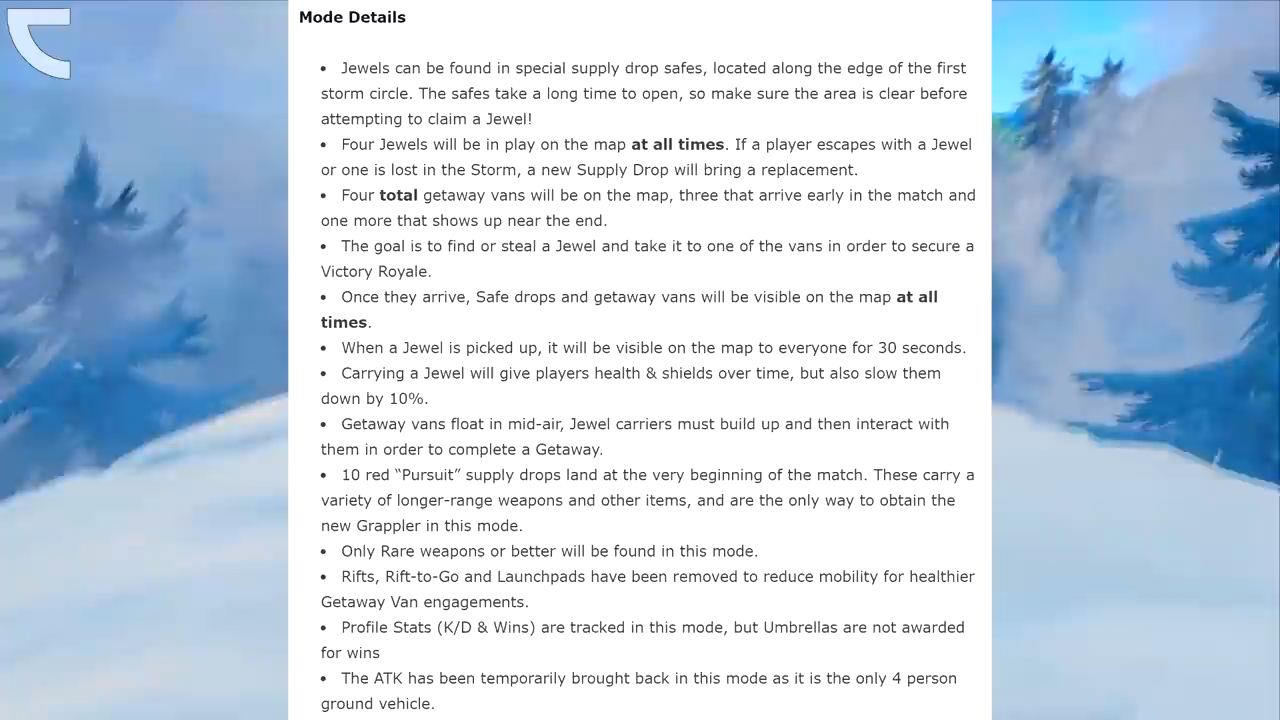 Mode Details
• Jewels can be found in special supply drop safes, located along the edge of the first
storm circle. The safes take a long time to open, so make sure the area is clear before
attempting to claim a Jewel!
• Four Jewels will be in play on the map at all times. If a player escapes with a Jewel
or one is lost in the Storm, a new Supply Drop will bring a replacement.
• Four total getaway vans will be on the map, three that arrive early in the match and
one more that shows up near the end.
• The goal is to find or steal a Jewel and take it to one of the vans in order to secure a
Victory Royale.
• Once they arrive, Safe drops and getaway vans will be visible on the map at all
times.
• When a Jewel is picked up, it will be visible on the map to everyone for 30 seconds.
• Carrying a Jewel will give players health & shields over time, but also slow them
down by 10%.
• Getaway vans float in mid-air, Jewel carriers must build up and then interact with
them in order to complete a Getaway.
• 10 red “Pursuit” supply drops land at the very beginning of the match. These carry a
variety of longer-range weapons and other items, and are the only way to obtain the
new Grappler in this mode.
• Only Rare weapons or better will be found in this mode.
• Rifts, Rift-to-Go and Launchpads have been removed to reduce mobility for healthier
Getaway Van engagements.
• Profile Stats (K/D & Wins) are tracked in this mode, but Umbrellas are not awarded
for wins
• The ATK has been temporarily brought back in this mode as it is the only 4 person
ground vehicle.